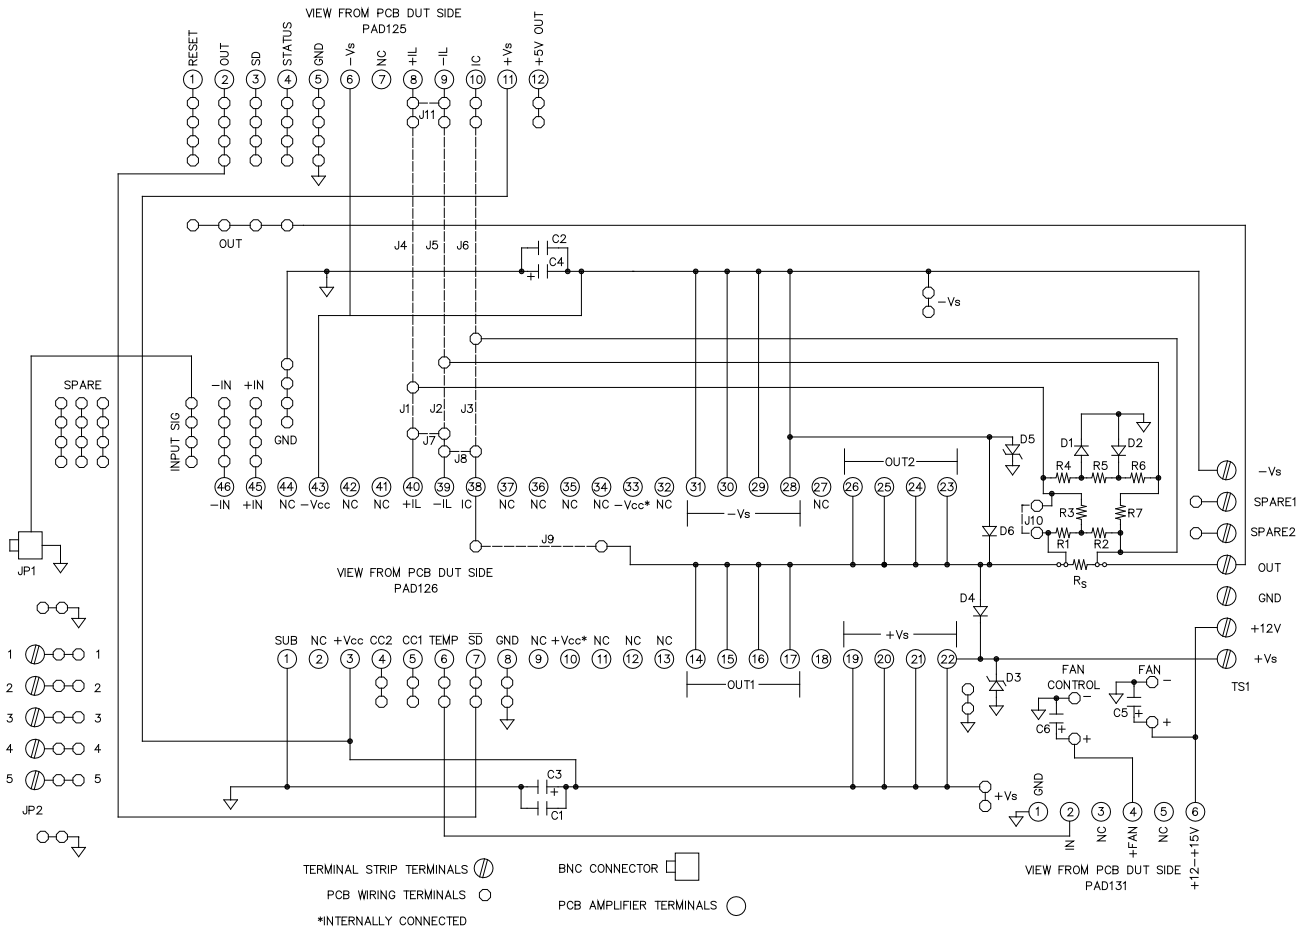 VIEW FROM PCB DUT SIDE
PAD125
RESET OUT SD STATUS GND −Vs NC +IL −IL IC +Vs +5V OUT
1 2 3 4 5 6 7 8 9 10 11 12
J11
OUT
J4 J5 J6
C2
C4
+
−Vs
SPARE
−IN +IN
INPUT SIG
GND
J1 J2 J3
J7
J8
D1 D2
D5
OUT2
R4 R5 R6
46 45 44 43 42 41 40 39 38 37 36 35 34 33 32 31 30 29 28 27 26 25 24 23
−IN +IN NC −Vcc NC NC +IL −IL IC NC NC NC NC −Vcc* NC
−Vs
NC
−Vs
SPARE1
SPARE2
R3 R7
J10
R1 R2
D6
J9
RS
OUT
JP1
VIEW FROM PCB DUT SIDE
PAD126
D4
GND
+12V
+Vs
TS1
SUB NC +Vcc CC2 CC1 TEMP SD GND NC +Vcc* NC NC NC
+Vs
1 2 3 4 5 6 7 8 9 10 11 12 13 14 15 16 17 18 19 20 21 22
OUT1
D3
FAN
CONTROL
−
C6
+
+
FAN
−
C5
+
+
1 1
2 2
3 3
4 4
5 5
JP2
C3
+
C1
+Vs
GND
1 2 3 4 5 6
IN NC +FAN NC +12−+15V
VIEW FROM PCB DUT SIDE
PAD131
TERMINAL STRIP TERMINALS
BNC CONNECTOR
PCB WIRING TERMINALS
PCB AMPLIFIER TERMINALS
*INTERNALLY CONNECTED